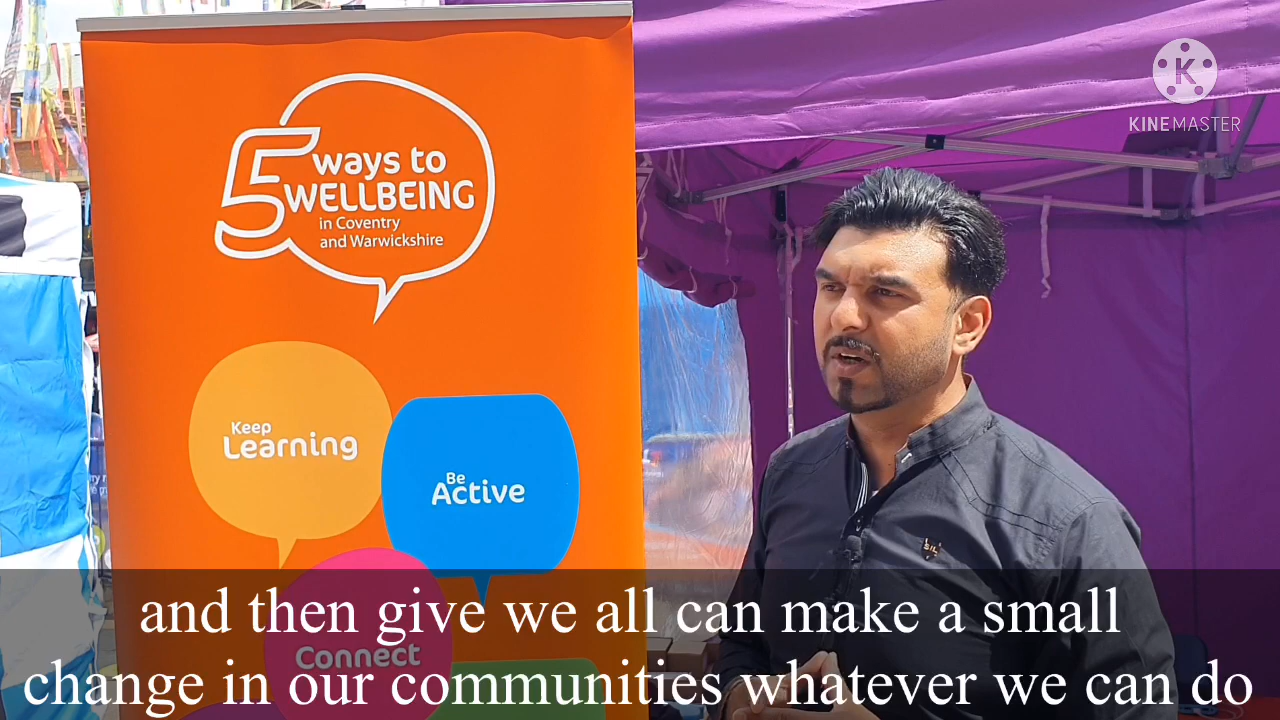 5 ways to
WELLBEING
in Coventry
and Warwickshire
Keep
Learning
Be
Active
Connect
K
KINEMASTER
SIL
and then give we all can make a small
change in our communities whatever we can do